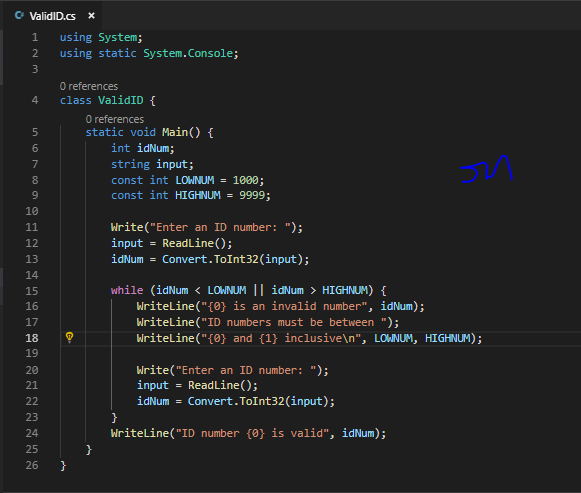 ValidID.cs
1 using System;
2 using static System.Console;
3
0 references
4 class ValidID {
0 references
5 static void Main() {
6 int idNum;
7 string input;
8 const int LOWNUM = 1000;
9 const int HIGHNUM = 9999;
10
11 Write("Enter an ID number: ");
12 input = ReadLine();
13 idNum = Convert.ToInt32(input);
14
15 while (idNum < LOWNUM || idNum > HIGHNUM) {
16 WriteLine("{0} is an invalid number", idNum);
17 WriteLine("ID numbers must be between ");
18 WriteLine("{0} and {1} inclusive\n", LOWNUM, HIGHNUM);
19
20 Write("Enter an ID number: ");
21 input = ReadLine();
22 idNum = Convert.ToInt32(input);
23 }
24 WriteLine("ID number {0} is valid", idNum);
25 }
26 }